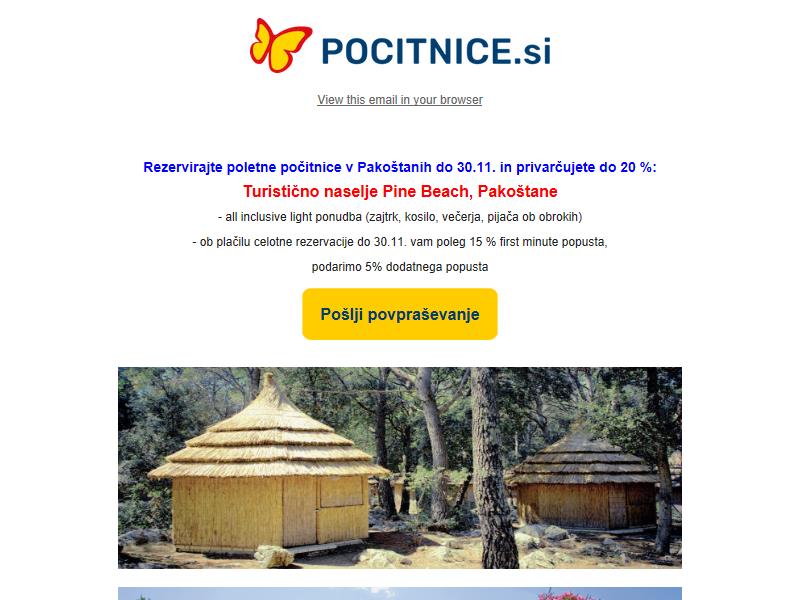 POCITNICE.si
View this email in your browser
Rezervirajte poletne počitnice v Pakoštanih do 30.11. in privarčujete do 20 %:
Turistično naselje Pine Beach, Pakoštane
- all inclusive light ponudba (zajtrk, kosilo, večerja, pijača ob obrokih)
- ob plačilu celotne rezervacije do 30.11. vam poleg 15 % first minute popusta,
podarimo 5% dodatnega popusta
Pošlji povpraševanje